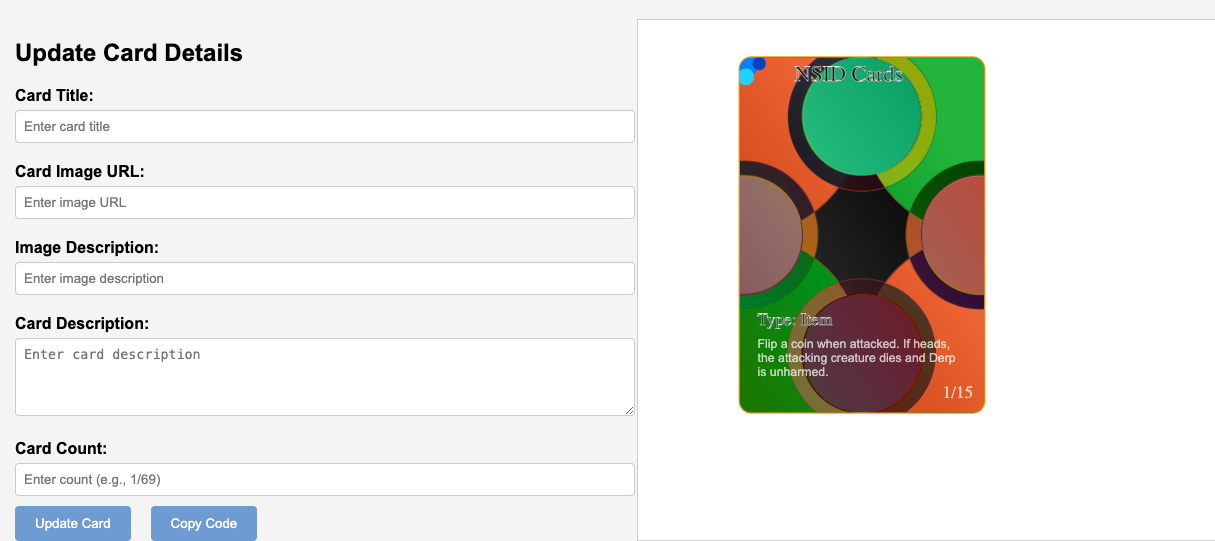 Update Card Details
Card Title:
Enter card title
Card Image URL:
Enter image URL
Image Description:
Enter image description
Card Description:
Enter card description
Card Count:
Enter count (e.g., 1/69)
Update Card
Copy Code
NSID Cards
Type: Item
Flip a coin when attacked. If heads,
the attacking creature dies and Derp
is unharmed.
1/15